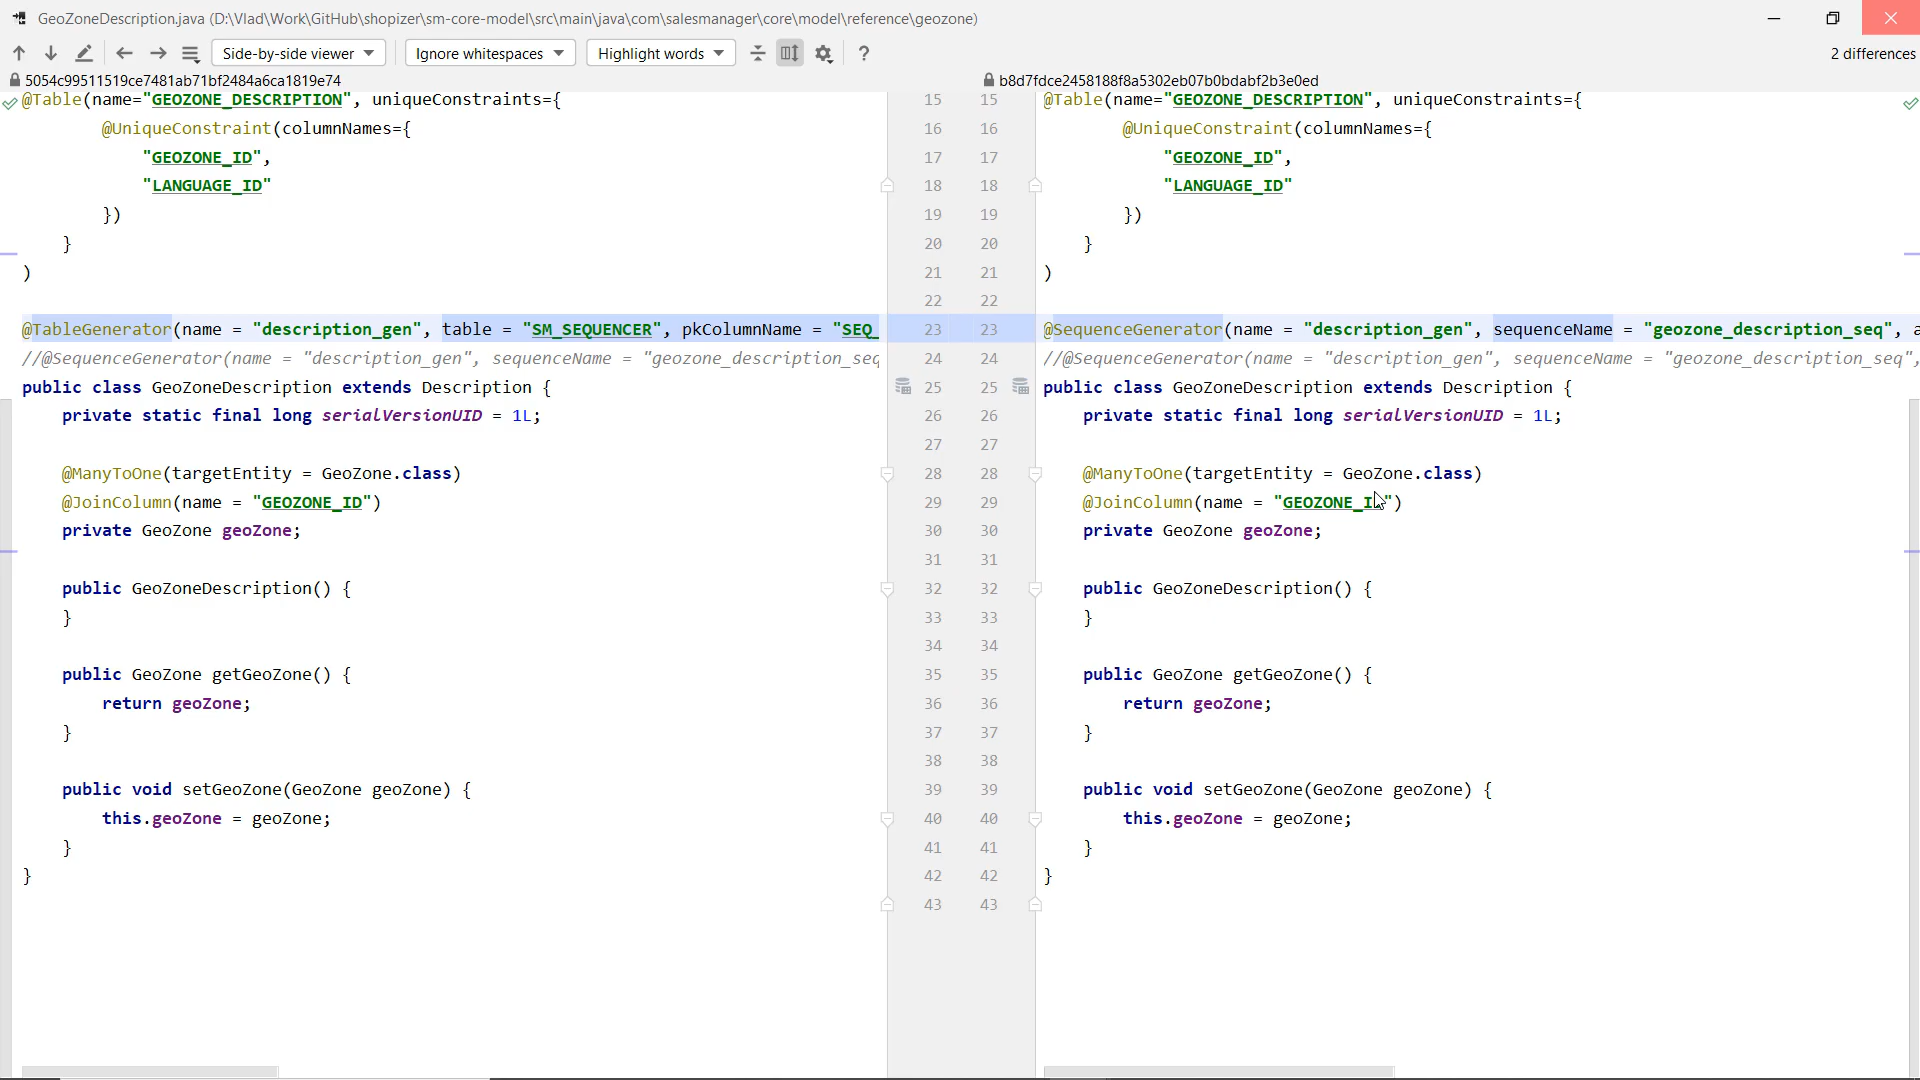 GeoZoneDescription.java (D:\Vlad\Work\GitHub\shopizer\sm-core-model\src\main\java\com\salesmanager\core\model\reference\geozone)
Side-by-side viewer
Ignore whitespaces
Highlight words
?
2 differences
5054c99511519ce7481ab71bf2484a6ca1819e74
b8d7fdce2458188f8a5302eb07b0bdabf2b3e0ed
@Table(name="GEOZONE_DESCRIPTION", uniqueConstraints={ 15 15 @Table(name="GEOZONE_DESCRIPTION", uniqueConstraints={
@UniqueConstraint(columnNames={ 16 16 @UniqueConstraint(columnNames={
"GEOZONE_ID", 17 17 "GEOZONE_ID",
"LANGUAGE_ID" 18 18 "LANGUAGE_ID"
}) 19 19 })
} 20 20 }
) 21 21 )
22 22
@TableGenerator(name = "description_gen", table = "SM_SEQUENCER", pkColumnName = "SEQ_ 23 23 @SequenceGenerator(name = "description_gen", sequenceName = "geozone_description_seq", a
//@SequenceGenerator(name = "description_gen", sequenceName = "geozone_description_seq 24 24 //@SequenceGenerator(name = "description_gen", sequenceName = "geozone_description_seq",
public class GeoZoneDescription extends Description { 25 25 public class GeoZoneDescription extends Description {
private static final long serialVersionUID = 1L; 26 26 private static final long serialVersionUID = 1L;
27 27
@ManyToOne(targetEntity = GeoZone.class) 28 28 @ManyToOne(targetEntity = GeoZone.class)
@JoinColumn(name = "GEOZONE_ID") 29 29 @JoinColumn(name = "GEOZONE_ID")
private GeoZone geoZone; 30 30 private GeoZone geoZone;
31 31
public GeoZoneDescription() { 32 32 public GeoZoneDescription() {
} 33 33 }
34 34
public GeoZone getGeoZone() { 35 35 public GeoZone getGeoZone() {
return geoZone; 36 36 return geoZone;
} 37 37 }
38 38
public void setGeoZone(GeoZone geoZone) { 39 39 public void setGeoZone(GeoZone geoZone) {
this.geoZone = geoZone; 40 40 this.geoZone = geoZone;
} 41 41 }
} 42 42 }
43 43